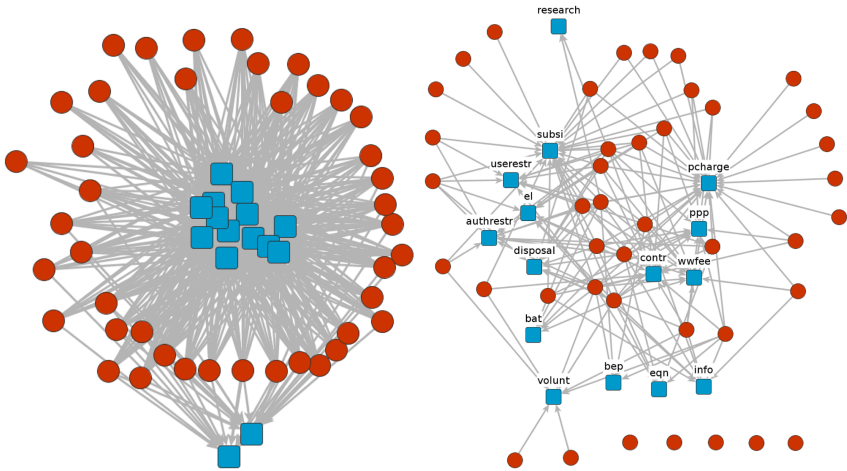 research
subsi
userestr
pcharge
el
authrestr
ppp
disposal
contr
wwfee
bat
volunt
bep
eqn
info